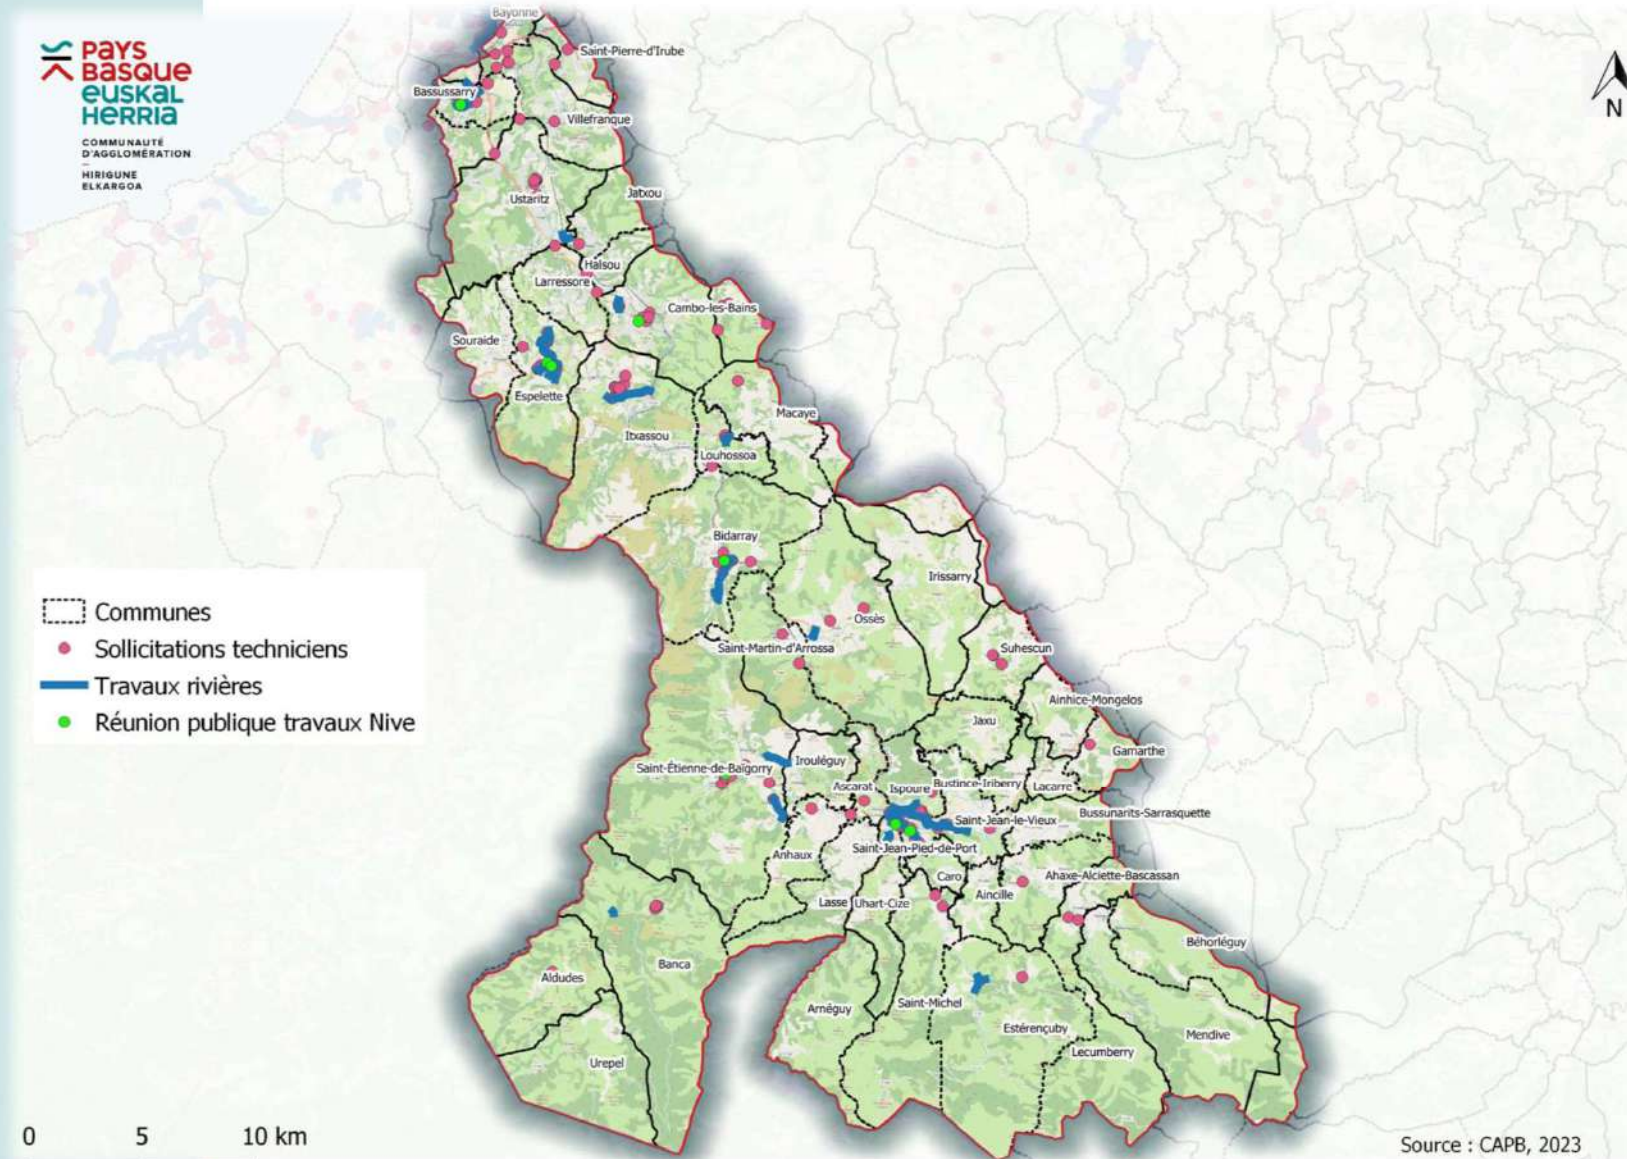 Bayonne
Saint-Pierre-d'Irube
PAYS
BASQUE
EUSKAL
HERRIA
COMMUNAUTÉ
D'AGGLOMÉRATION
HIRIGUNE
ELKARGOA
N
Bassussarry
Villefranque
Jatxou
Ustaritz
Halsou
Larressore
Cambo-les-Bains
Souraide
Espelette
Macaye
Itxassou
Louhossoa
Bidarray
Irissarry
Communes
Sollicitations techniciens
Travaux rivières
Réunion publique travaux Nive
Ossès
Saint-Martin-d'Arrossa
Suhescun
Ainhice-Mongelos
Jaxu
Gamarthe
Saint-Étienne-de-Baïgorry
Irouléguy
Ascarat
Ispoure
Bustince-Iriberry
Lacarre
Bussunarits-Sarrasquette
Saint-Jean-le-Vieux
Saint-Jean-Pied-de-Port
Anhaux
Caro
Aincille
Ahaxe-Alciette-Bascassan
Lasse
Uhart-Cize
Béhorléguy
Banca
Aldudes
Arnéguy
Saint-Michel
Estérençuby
Mendive
Lecumberry
Urepel
0 5 10 km
Source : CAPB, 2023